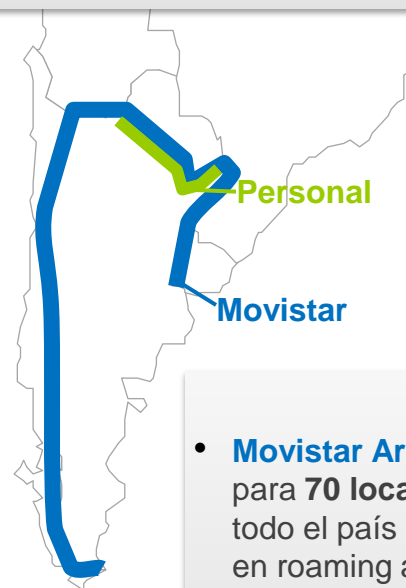 Personal
Movistar
• Movistar Ar
para 70 loca
todo el país
en roaming a